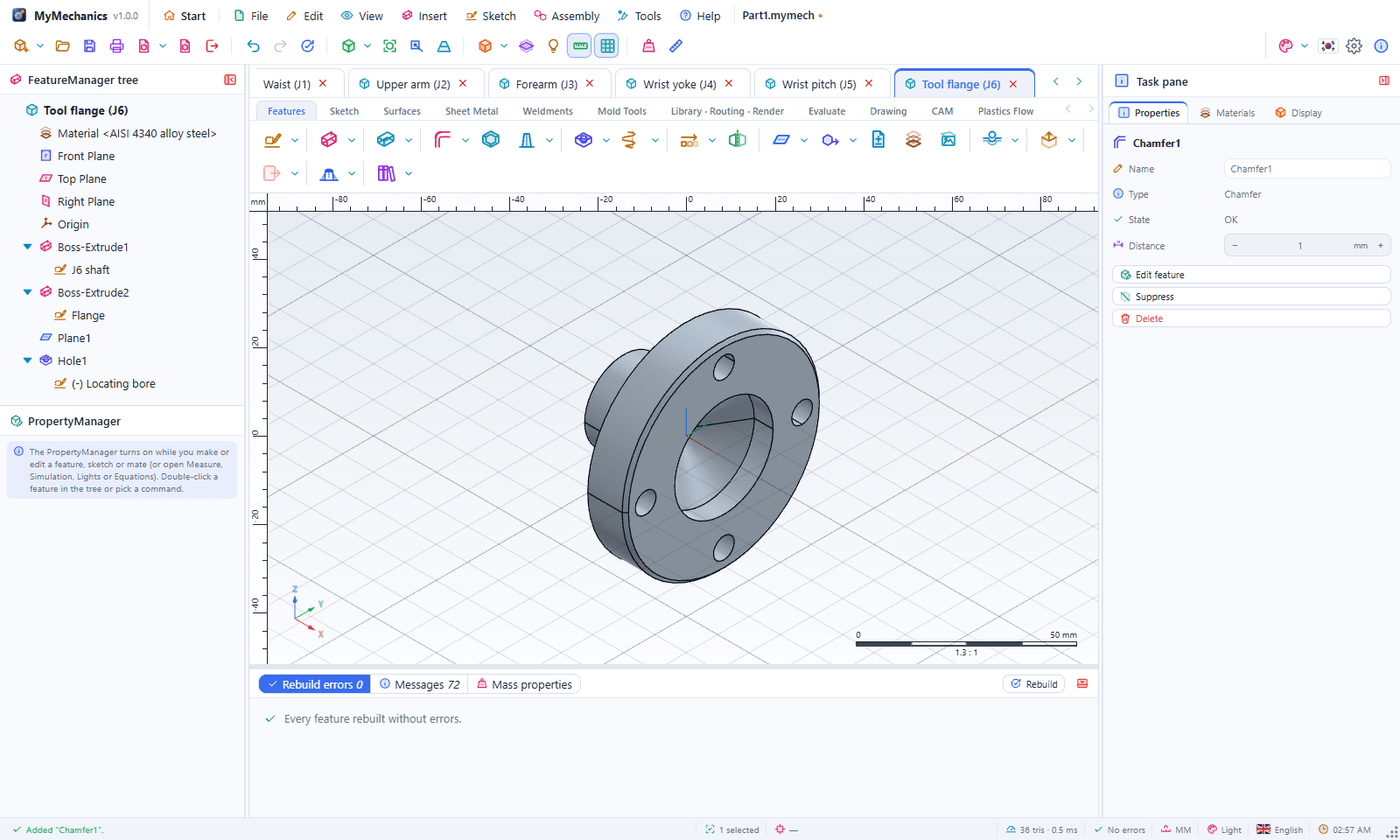 MyMechanics v1.0.0 Start File Edit View Insert Sketch Assembly Tools Help Part1.mymech
FeatureManager tree
Tool flange (J6)
Material <AISI 4340 alloy steel>
Front Plane
Top Plane
Right Plane
Origin
Boss-Extrude1
J6 shaft
Boss-Extrude2
Flange
Plane1
Hole1
(-) Locating bore
PropertyManager
The PropertyManager turns on while you make or
edit a feature, sketch or mate (or open Measure,
Simulation, Lights or Equations). Double-click a
feature in the tree or pick a command.
Waist (J1) Upper arm (J2) Forearm (J3) Wrist yoke (J4) Wrist pitch (J5) Tool flange (J6)
Features Sketch Surfaces Sheet Metal Weldments Mold Tools Library · Routing · Render Evaluate Drawing CAM Plastics Flow
mm -80 -60 -40 -20 0 20 40 60 80
40
20
0
-20
-40
Z
Y
X
0 50 mm
1.3 : 1
Rebuild errors 0 Messages 72 Mass properties Rebuild
Every feature rebuilt without errors.
Task pane
Properties Materials Display
Chamfer1
Name Chamfer1
Type Chamfer
State OK
Distance − 1 mm +
Edit feature
Suppress
Delete
Added "Chamfer1". 1 selected — 36 tris · 0.5 ms No errors MM Light English 02:57 AM